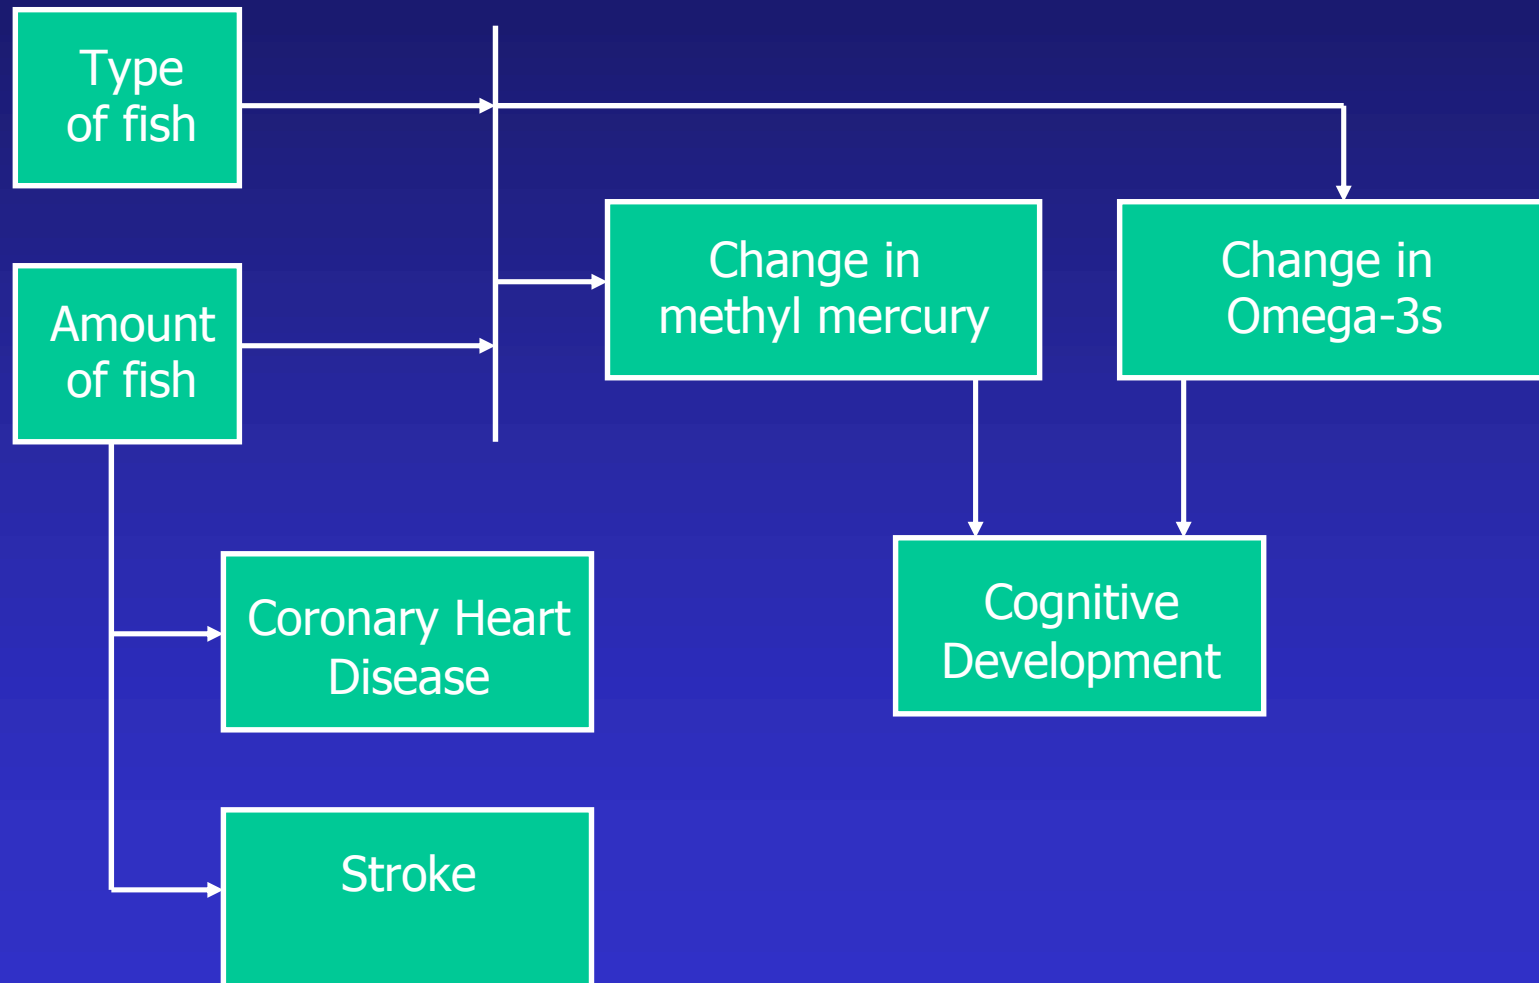 Type
of fish
Amount
of fish
Change in
methyl mercury
Change in
Omega-3s
Coronary Heart
Disease
Cognitive
Development
Stroke